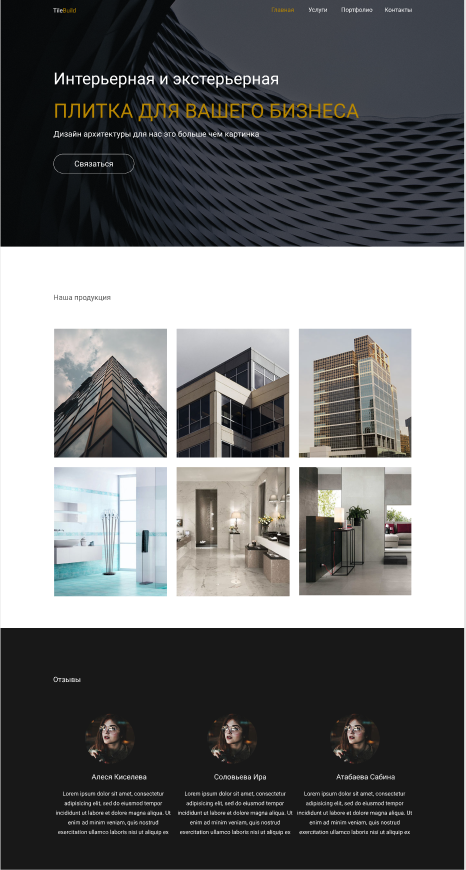 TileBuild
Главная Услуги Портфолио Контакты
Интерьерная и экстерьерная
ПЛИТКА ДЛЯ ВАШЕГО БИЗНЕСА
Дизайн архитектуры для нас это больше чем картинка
Связаться
Наша продукция
Отзывы
Алеся Киселева
Lorem ipsum dolor sit amet, consectetur
adipisicing elit, sed do eiusmod tempor
incididunt ut labore et dolore magna aliqua. Ut
enim ad minim veniam, quis nostrud
exercitation ullamco laboris nisi ut aliquip ex
Соловьева Ира
Lorem ipsum dolor sit amet, consectetur
adipisicing elit, sed do eiusmod tempor
incididunt ut labore et dolore magna aliqua. Ut
enim ad minim veniam, quis nostrud
exercitation ullamco laboris nisi ut aliquip ex
Атабаева Сабина
Lorem ipsum dolor sit amet, consectetur
adipisicing elit, sed do eiusmod tempor
incididunt ut labore et dolore magna aliqua. Ut
enim ad minim veniam, quis nostrud
exercitation ullamco laboris nisi ut aliquip ex